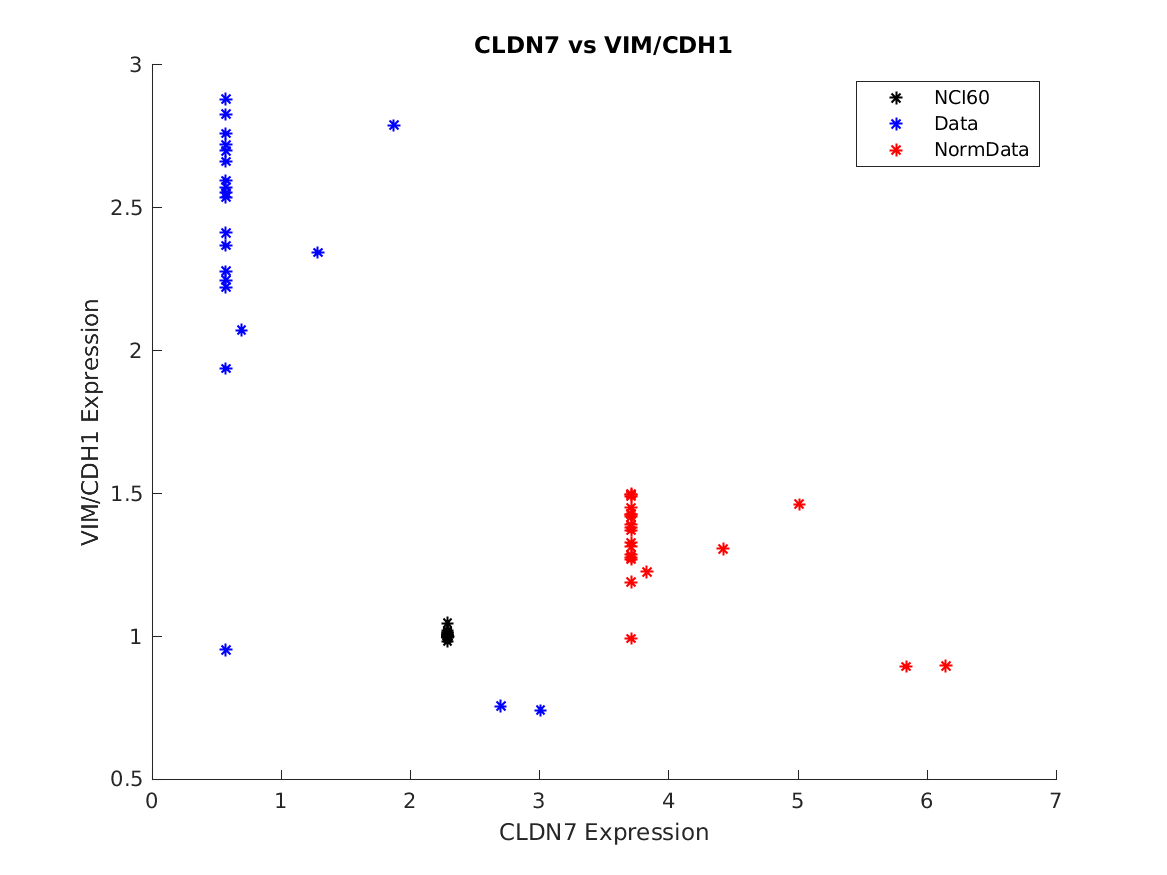 CLDN7 vs VIM/CDH1
NCI60
Data
NormData
3
2.5
2
1.5
1
0.5
VIM/CDH1 Expression
0 1 2 3 4 5 6 7
CLDN7 Expression